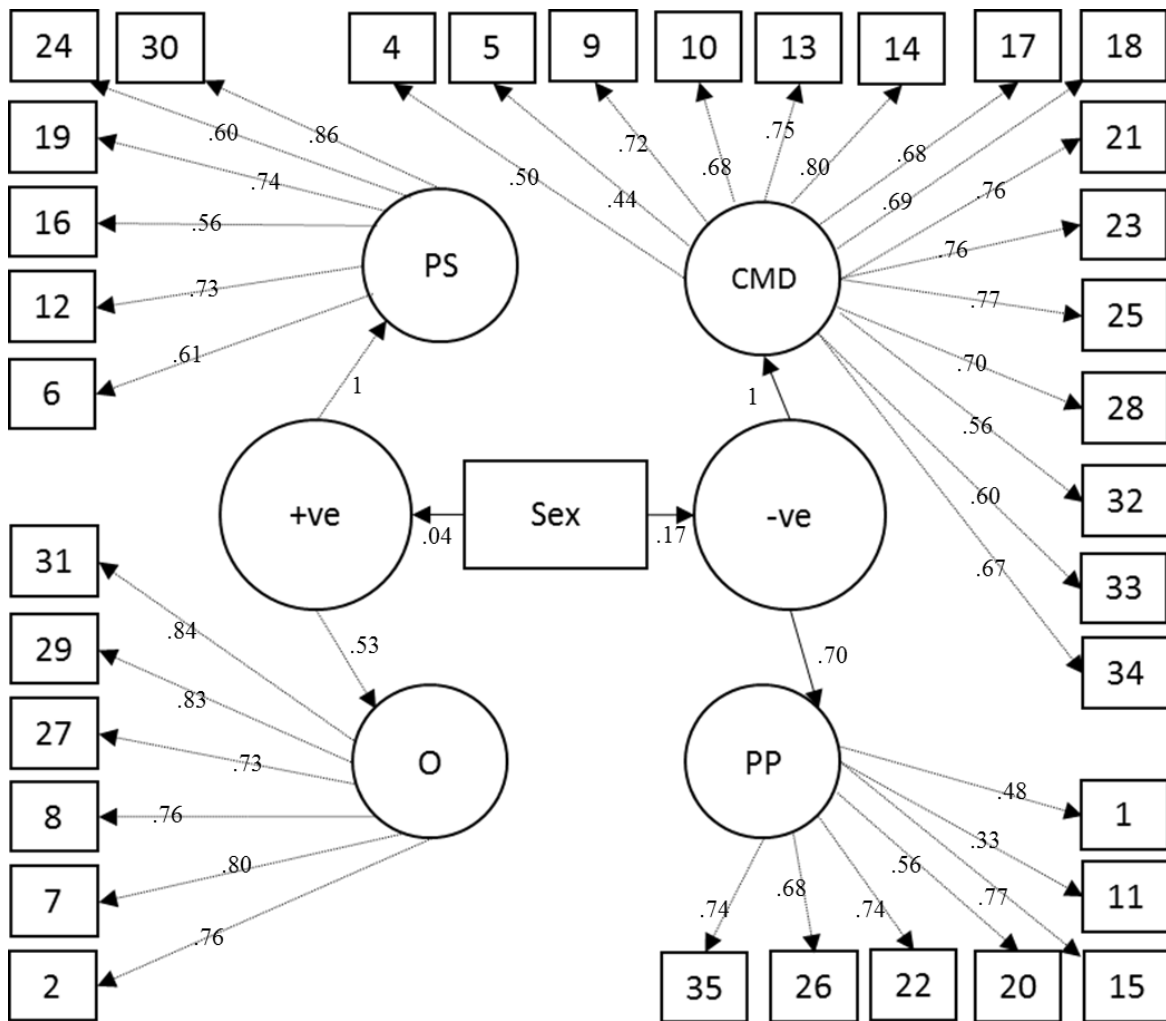 24 30 4 5 9 10 13 14 17 18
.60 .86 .50 .44 .72 .68 .75 .80 .68 .69
19 .74 21 .76
16 .56 23 .76
PS CMD
12 .73 25 .77
6 .61 28 .70
1 1
32 .56
+ve .04 Sex .17 -ve
33 .60
31 .84
34 .67
.53 .70
29 .83
27 .73
O PP
8 .76 1 .48
7 .80 11 .33
2 .76
.74 .68 .74 .56 .77
35 26 22 20 15